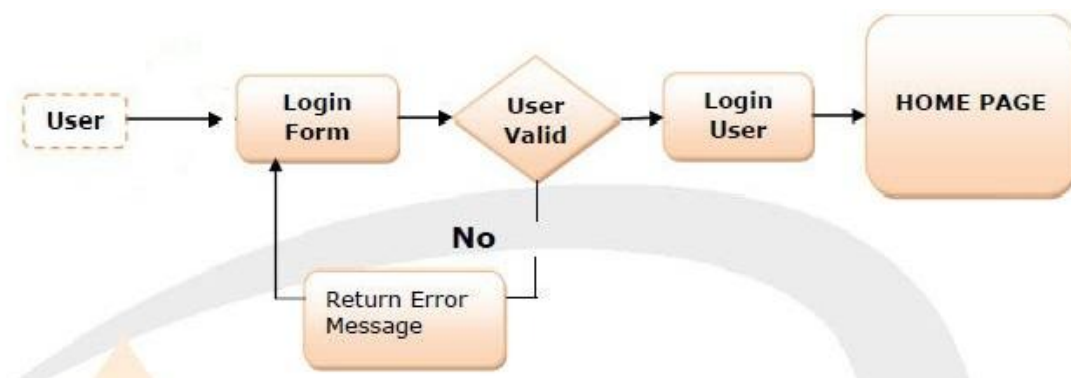 User
Login
Form
User
Valid
Login
User
HOME PAGE
No
Return Error
Message